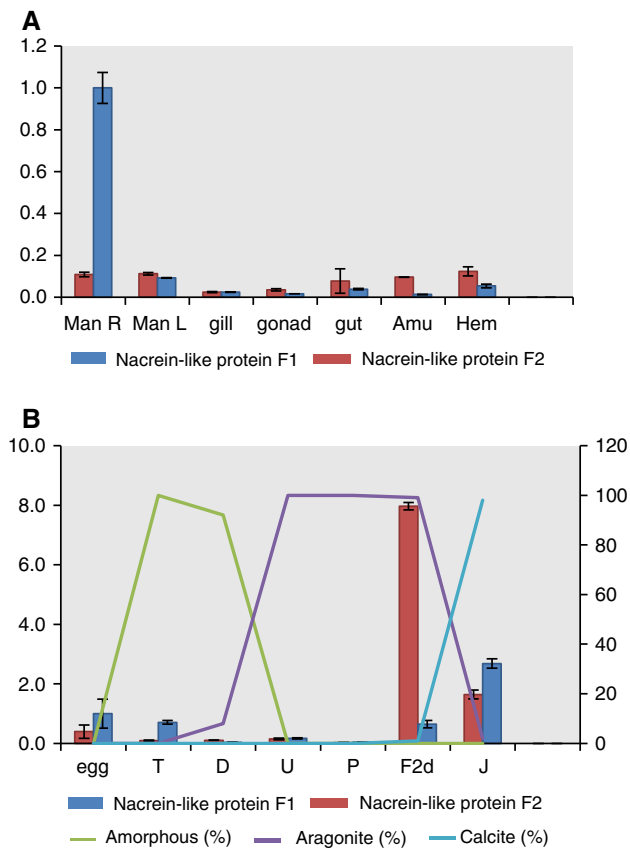 A
1.2
1.0
0.8
0.6
0.4
0.2
0.0
Man R Man L gill gonad gut Amu Hem
Nacrein-like protein F1 Nacrein-like protein F2
B
10.0 120
100
8.0
80
6.0
60
4.0
40
2.0
20
0.0 0
egg T D U P F2d J
Nacrein-like protein F1 Nacrein-like protein F2
Amorphous (%) Aragonite (%) Calcite (%)